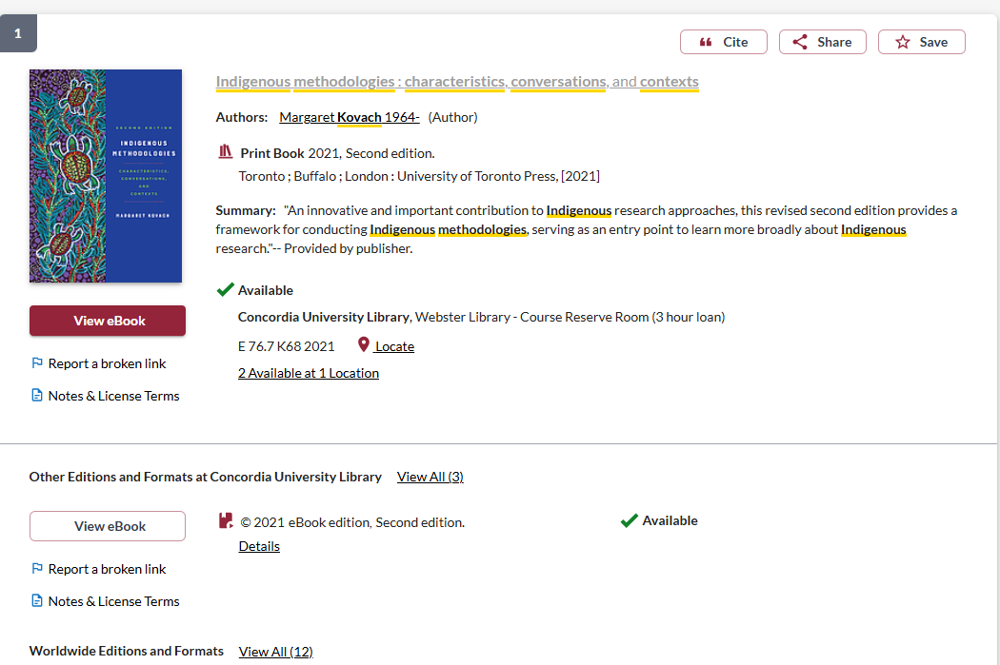 1
Cite
Share
Save
SECOND EDITION
INDIGENOUS
METHODOLOGIES
CHARACTERISTICS,
CONVERSATIONS,
AND
CONTEXTS
MARGARET KOVACH
Indigenous methodologies : characteristics, conversations, and contexts
Authors: Margaret Kovach 1964- (Author)
Print Book 2021, Second edition.
Toronto ; Buffalo ; London : University of Toronto Press, [2021]
Summary: "An innovative and important contribution to Indigenous research approaches, this revised second edition provides a
framework for conducting Indigenous methodologies, serving as an entry point to learn more broadly about Indigenous
research."-- Provided by publisher.
Available
Concordia University Library, Webster Library - Course Reserve Room (3 hour loan)
E 76.7 K68 2021 Locate
2 Available at 1 Location
View eBook
Report a broken link
Notes & License Terms
Other Editions and Formats at Concordia University Library View All (3)
View eBook
© 2021 eBook edition, Second edition.
Available
Details
Report a broken link
Notes & License Terms
Worldwide Editions and Formats View All (12)